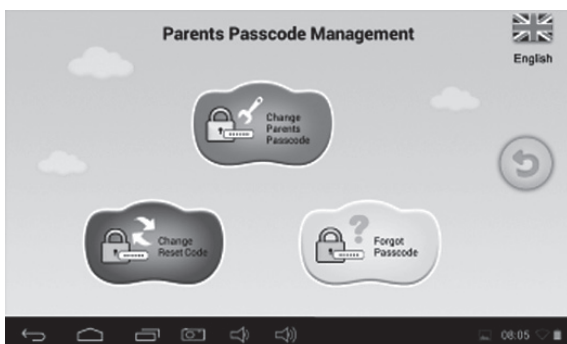 Parents Passcode Management
English
Change
Parents
Passcode
Change
Reset Code
Forgot
Passcode
08:05